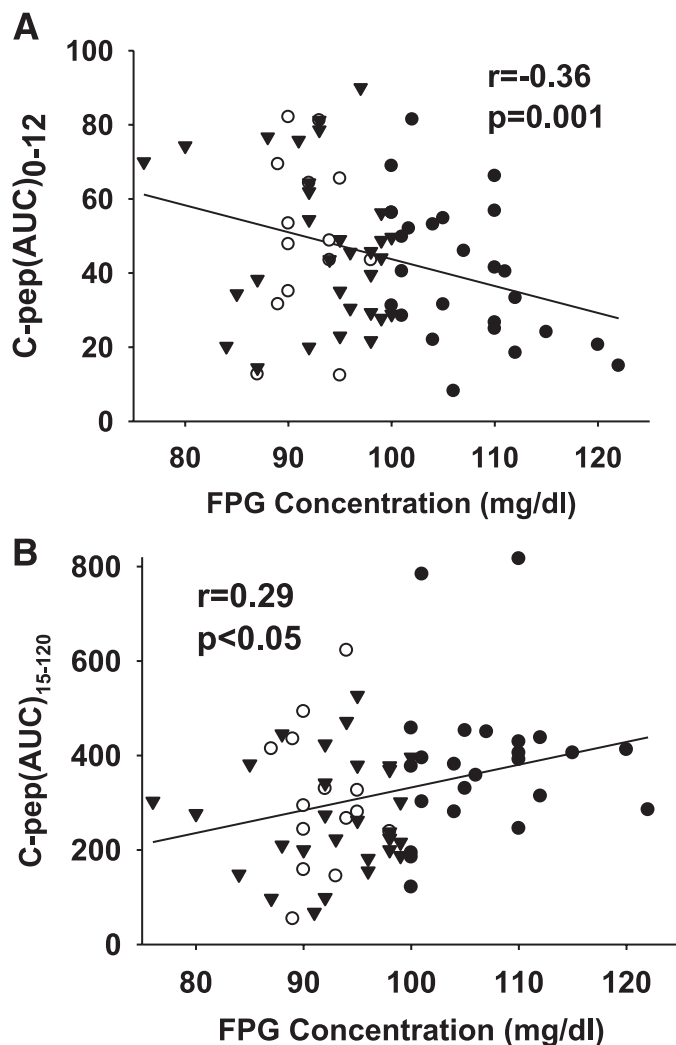 A
100
80
60
40
20
0
C-pep(AUC)0-12
r=-0.36
p=0.001
80 90 100 110 120
FPG Concentration (mg/dl)
B
800
600
400
200
0
C-pep(AUC)15-120
r=0.29
p<0.05
80 90 100 110 120
FPG Concentration (mg/dl)